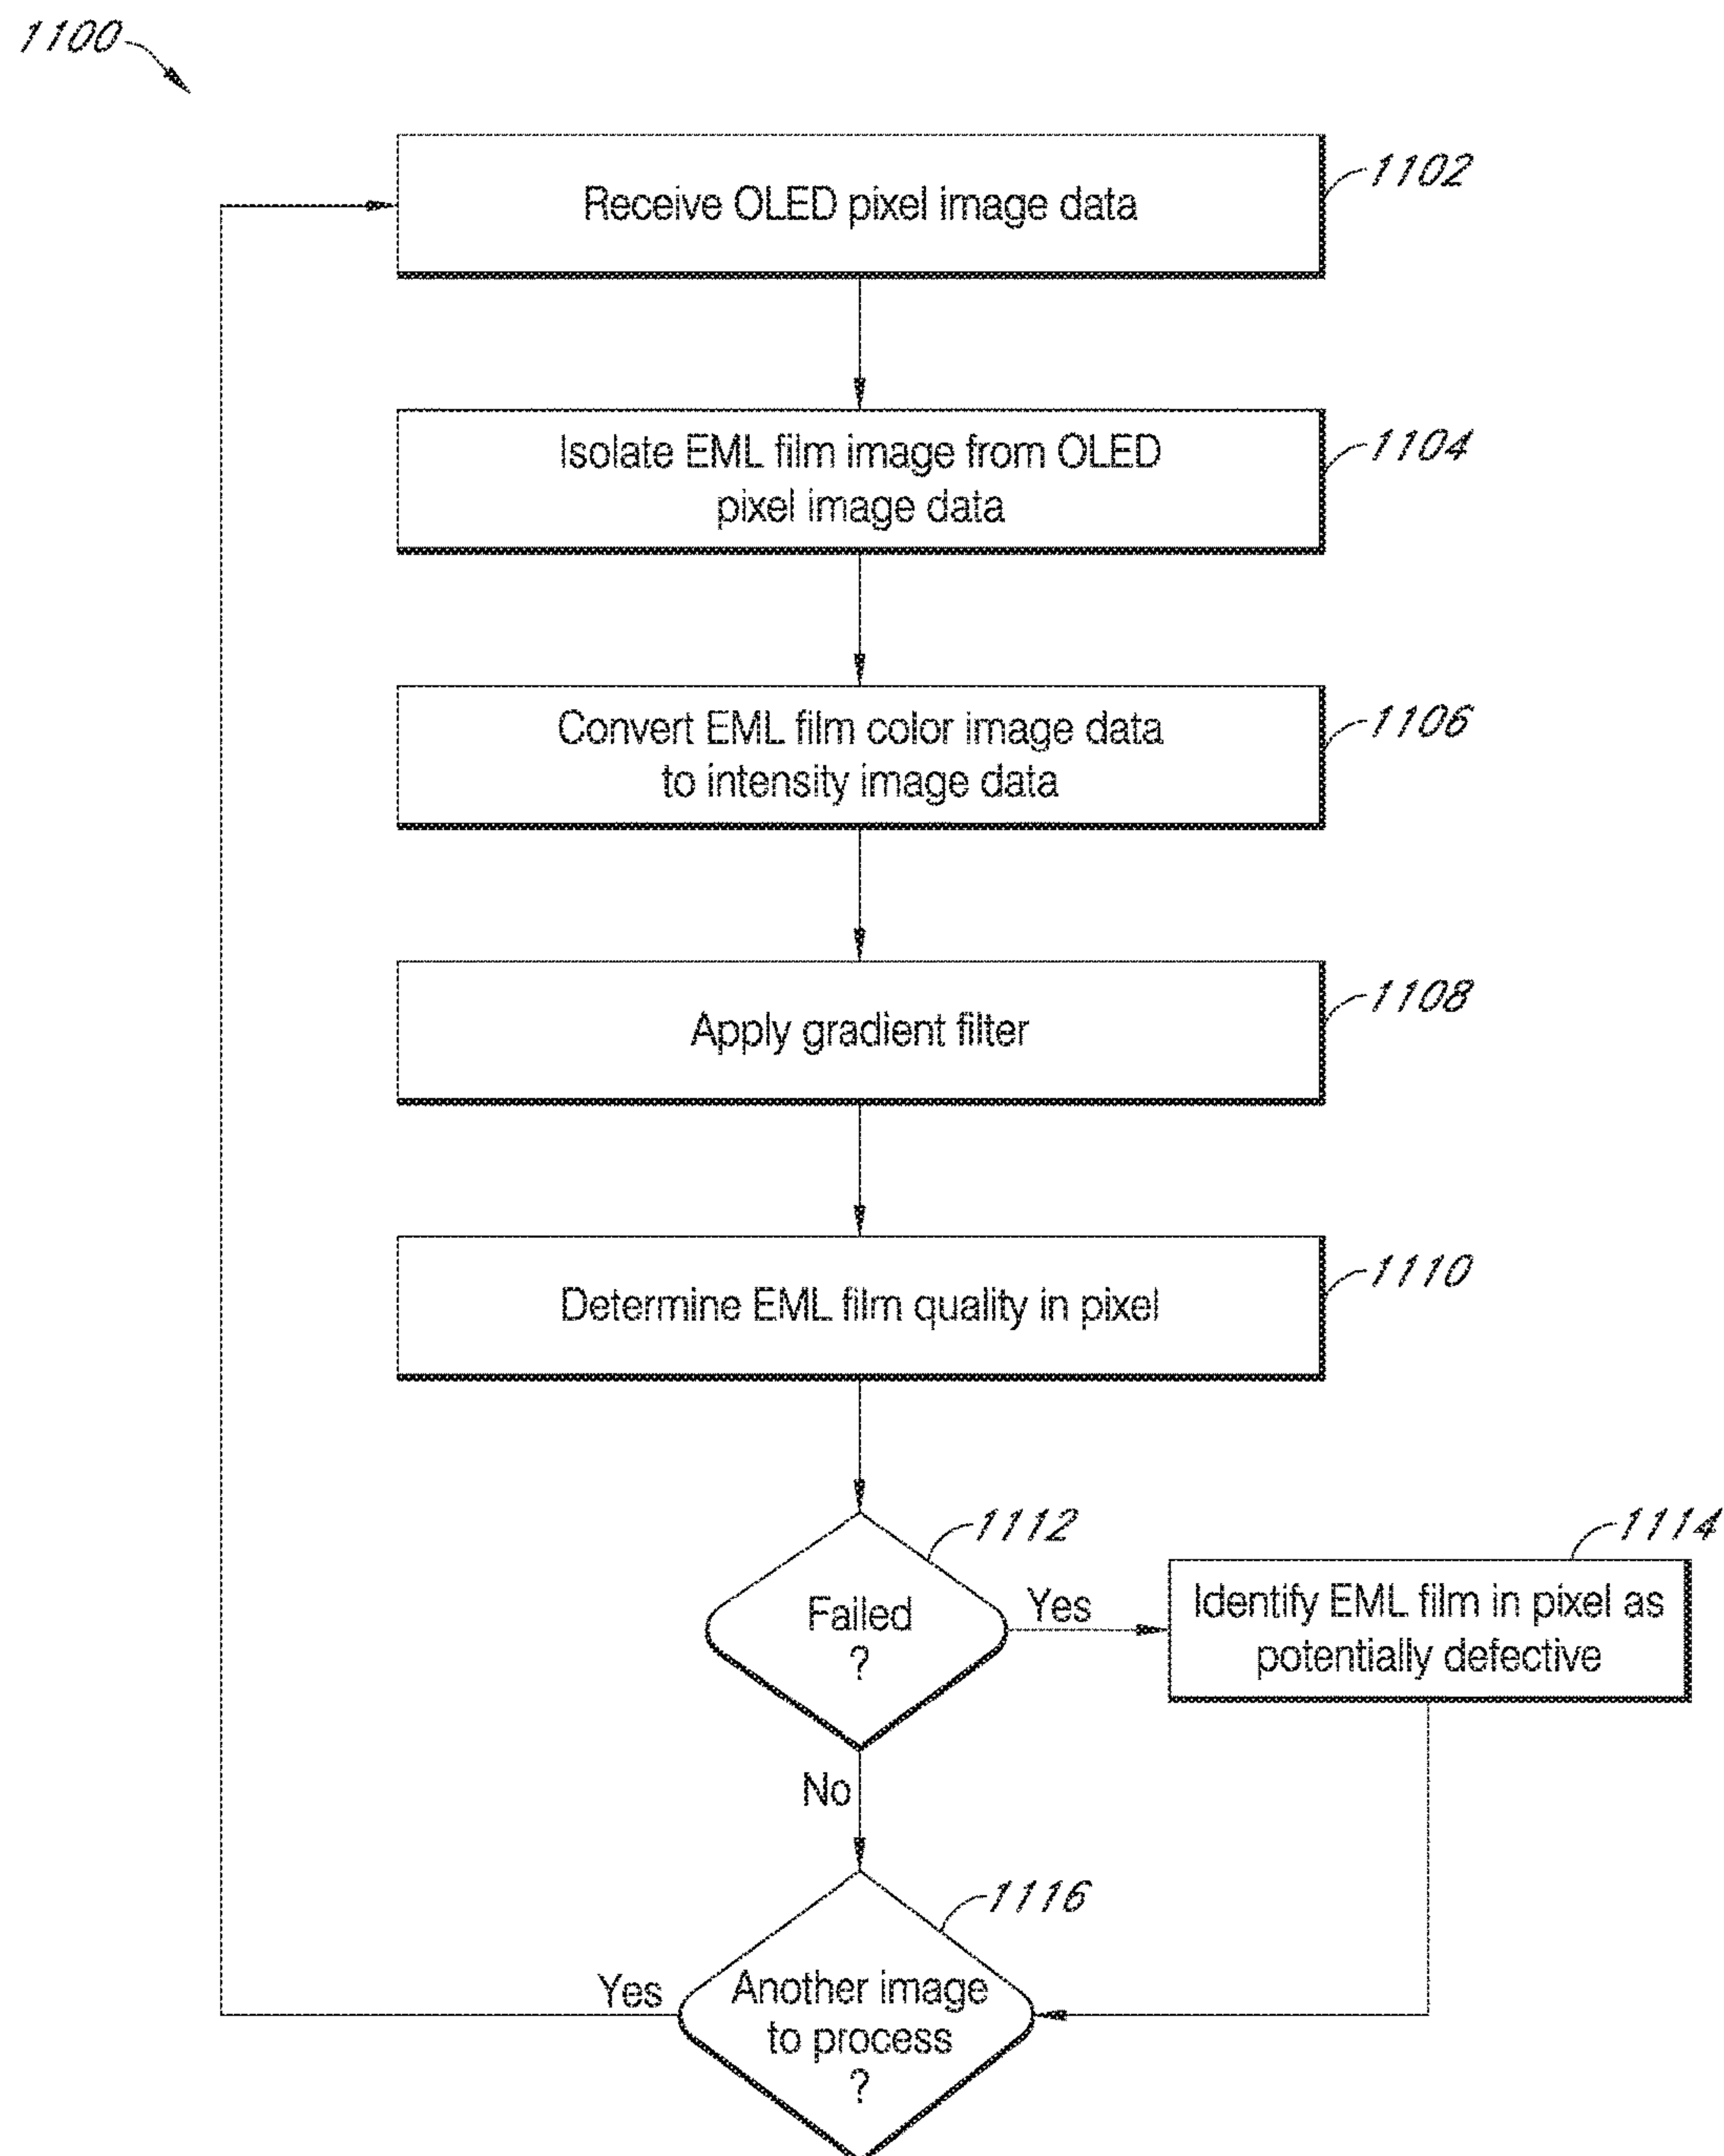 1100
Receive OLED pixel image data
1102
Isolate EML film image from OLED
pixel image data
1104
Convert EML film color image data
to intensity image data
1106
Apply gradient filter
1108
Determine EML film quality in pixel
1110
1112
Failed
?
Yes
1114
Identify EML film in pixel as
potentially defective
No
1116
Yes
Another image
to process
?